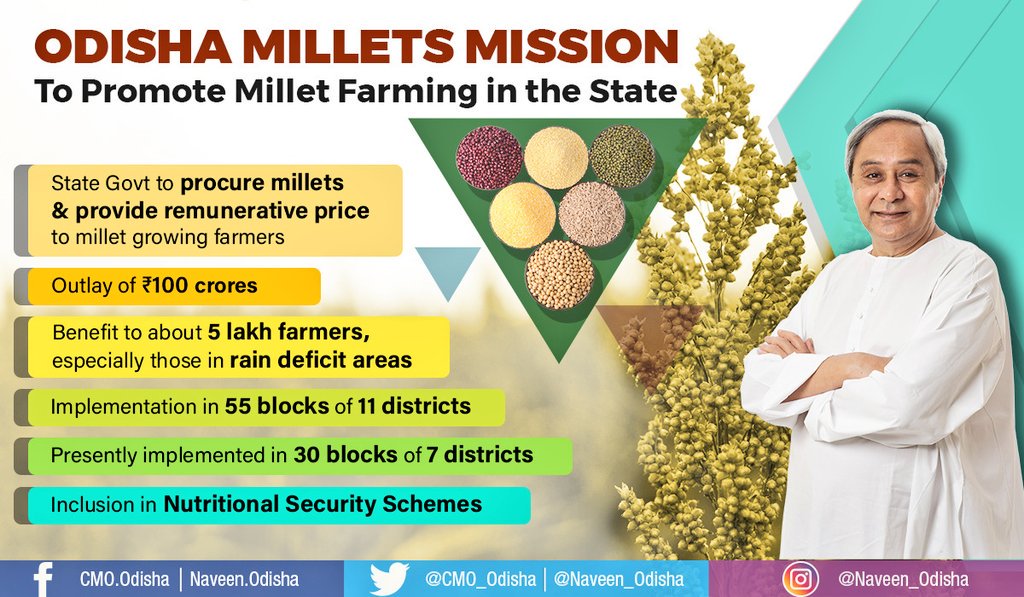 ODISHA MILLETS MISSION
To Promote Millet Farming in the State
State Govt to procure millets
& provide remunerative price
to millet growing farmers
Outlay of ₹100 crores
Benefit to about 5 lakh farmers,
especially those in rain deficit areas
Implementation in 55 blocks of 11 districts
Presently implemented in 30 blocks of 7 districts
Inclusion in Nutritional Security Schemes
CMO.Odisha | Naveen.Odisha
@CMO_Odisha | @Naveen_Odisha
@Naveen_Odisha